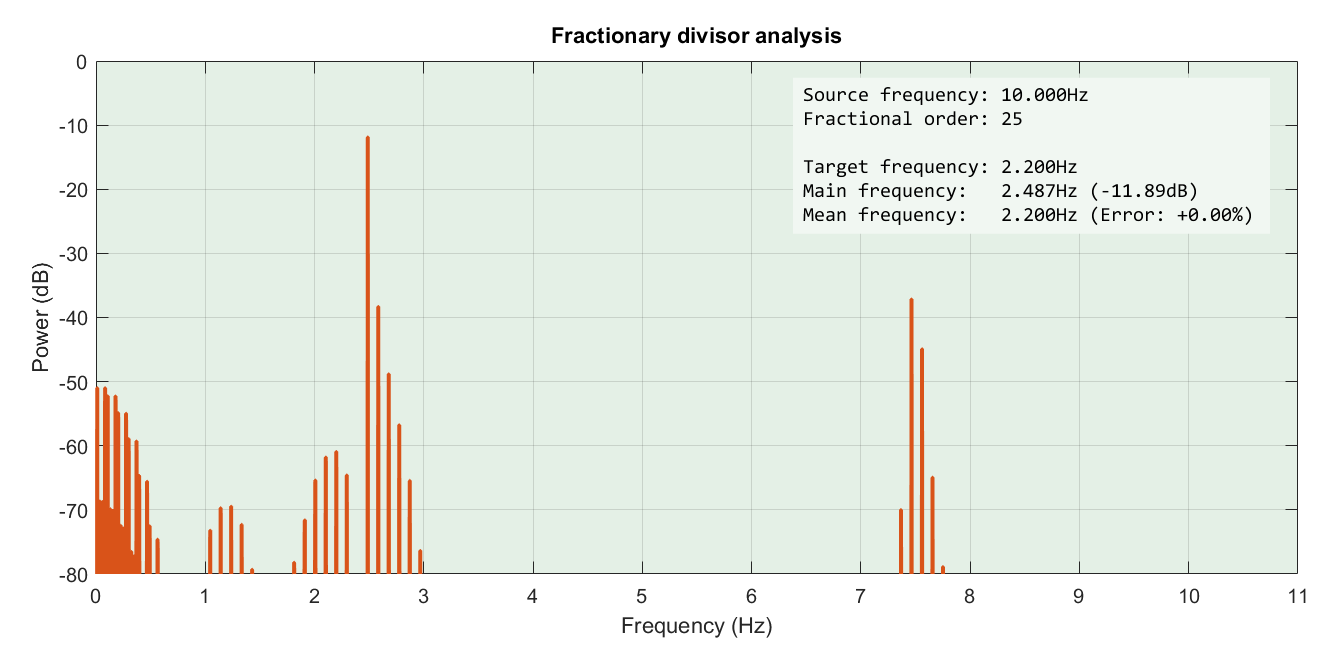 Fractionary divisor analysis
Source frequency: 10.000Hz
Fractional order: 25
Target frequency: 2.200Hz
Main frequency:   2.487Hz (-11.89dB)
Mean frequency:   2.200Hz (Error: +0.00%)
Power (dB)
0
-10
-20
-30
-40
-50
-60
-70
-80
0 1 2 3 4 5 6 7 8 9 10 11
Frequency (Hz)